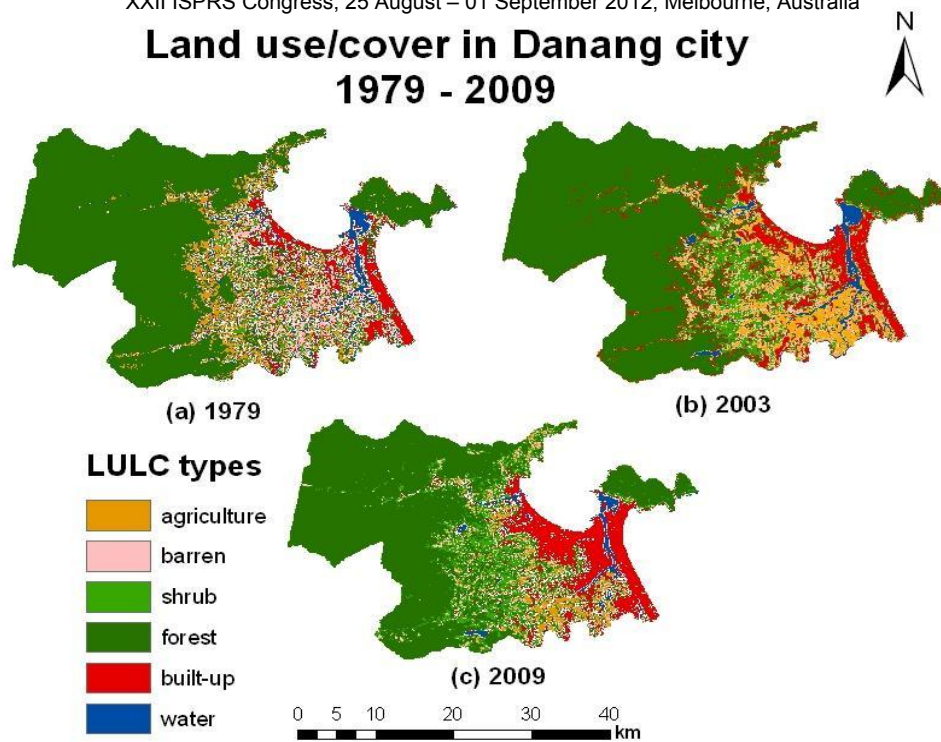 XXII ISPRS Congress, 25 August – 01 September 2012, Melbourne, Australia
Land use/cover in Danang city
1979 - 2009
N
(a) 1979
(b) 2003
LULC types
agriculture
barren
shrub
forest
built-up
water
(c) 2009
0 5 10 20 30 40
km